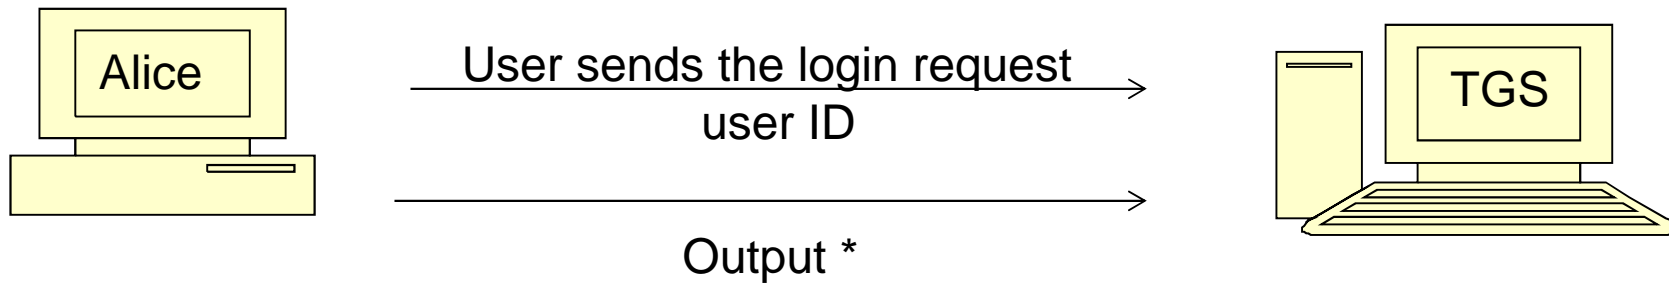 Alice
User sends the login request
user ID
Output *
TGS